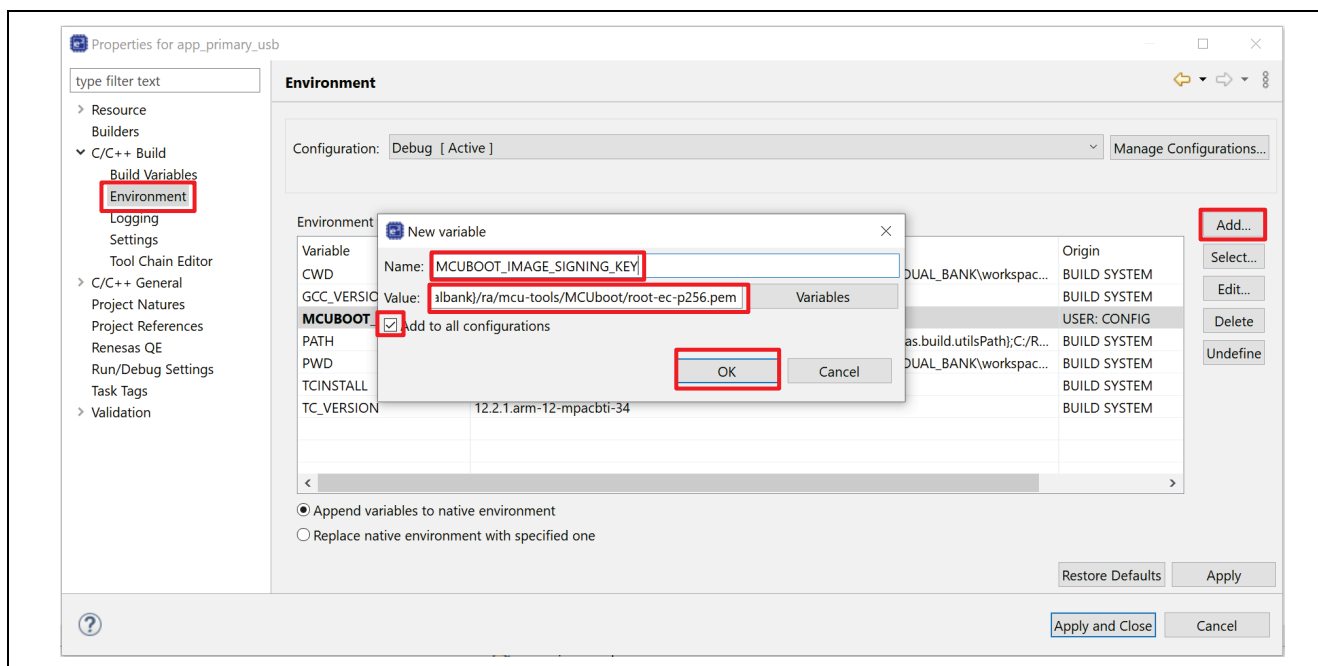 Properties for app_primary_usb
type filter text
Environment
Resource
Builders
C/C++ Build
Build Variables
Environment
Logging
Settings
Tool Chain Editor
C/C++ General
Project Natures
Project References
Renesas QE
Run/Debug Settings
Task Tags
Validation
Configuration: Debug [ Active ]
Manage Configurations...
Environment
Variable Origin
CWD DUAL_BANK\workspac... BUILD SYSTEM
GCC_VERSIO BUILD SYSTEM
MCUBOOT_ USER: CONFIG
PATH as.build.utilsPath};C:/R... BUILD SYSTEM
PWD DUAL_BANK\workspac... BUILD SYSTEM
TCINSTALL BUILD SYSTEM
TC_VERSION 12.2.1.arm-12-mpacbti-34 BUILD SYSTEM
New variable
Name: MCUBOOT_IMAGE_SIGNING_KEY
Value: albank}/ra/mcu-tools/MCUboot/root-ec-p256.pem Variables
Add to all configurations
OK Cancel
Add...
Select...
Edit...
Delete
Undefine
Append variables to native environment
Replace native environment with specified one
Restore Defaults Apply
Apply and Close Cancel